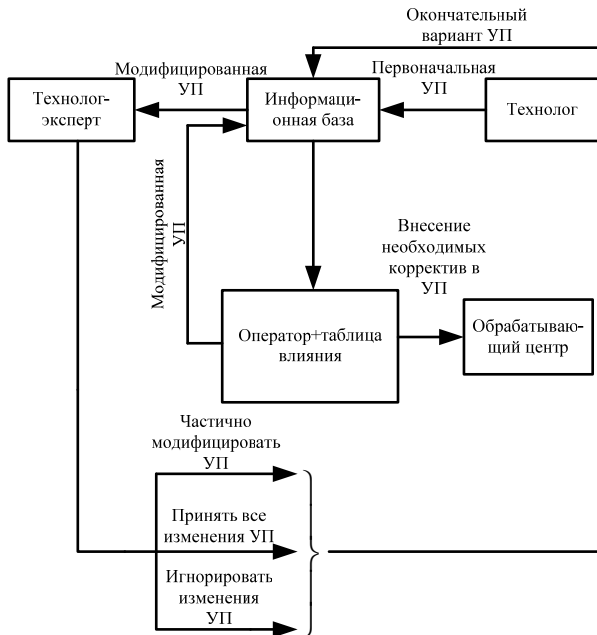 Окончательный
вариант УП
Модифицированная
УП
Первоначальная
УП
Технолог-
эксперт
Информаци-
онная база
Технолог
Модифицированная
УП
Внесение
необходимых
корректив в
УП
Оператор+таблица
влияния
Обрабатываю-
щий центр
Частично
модифицировать
УП
Принять все
изменения УП
Игнорировать
изменения
УП